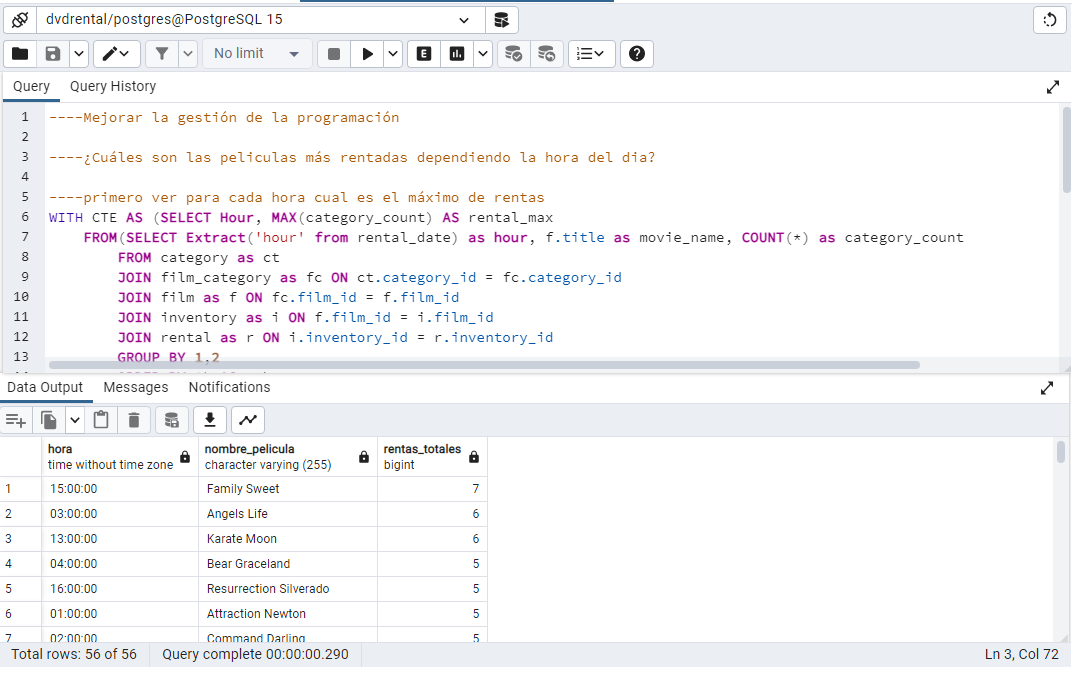 dvdrental/postgres@PostgreSQL 15
No limit
E
Query Query History
1 ----Mejorar la gestión de la programación
2
3 ----¿Cuáles son las peliculas más rentadas dependiendo la hora del dia?
4
5 ----primero ver para cada hora cual es el máximo de rentas
6 WITH CTE AS (SELECT Hour, MAX(category_count) AS rental_max
7 FROM(SELECT Extract('hour' from rental_date) as hour, f.title as movie_name, COUNT(*) as category_count
8 FROM category as ct
9 JOIN film_category as fc ON ct.category_id = fc.category_id
10 JOIN film as f ON fc.film_id = f.film_id
11 JOIN inventory as i ON f.film_id = i.film_id
12 JOIN rental as r ON i.inventory_id = r.inventory_id
13 GROUP BY 1,2
Data Output Messages Notifications
hora nombre_pelicula rentas_totales
time without time zone character varying (255) bigint
1 15:00:00 Family Sweet 7
2 03:00:00 Angels Life 6
3 13:00:00 Karate Moon 6
4 04:00:00 Bear Graceland 5
5 16:00:00 Resurrection Silverado 5
6 01:00:00 Attraction Newton 5
7 02:00:00 Command Darling 5
Total rows: 56 of 56 Query complete 00:00:00.290 Ln 3, Col 72